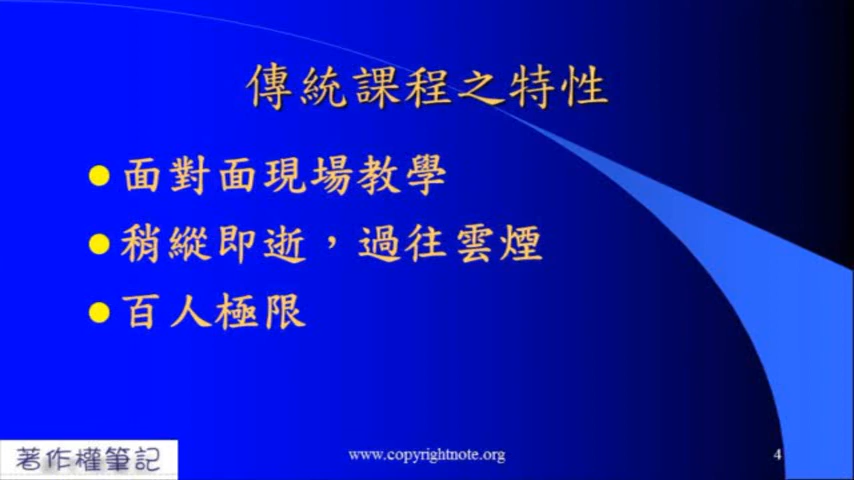 傳統課程之特性
面對面現場教學
稍縱即逝，過往雲煙
百人極限
著作權筆記
www.copyrightnote.org
4